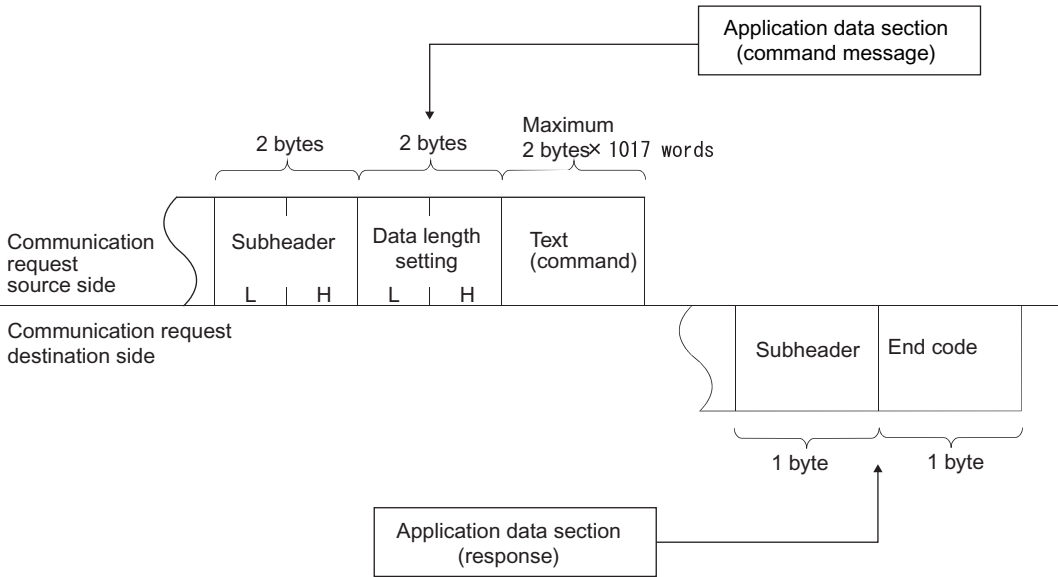 Application data section
(command message)
Maximum
2 bytes× 1017 words
2 bytes
2 bytes
Communication
request
source side
Subheader
L H
Data length
setting
L H
Text
(command)
Communication request
destination side
Subheader
End code
1 byte
1 byte
Application data section
(response)